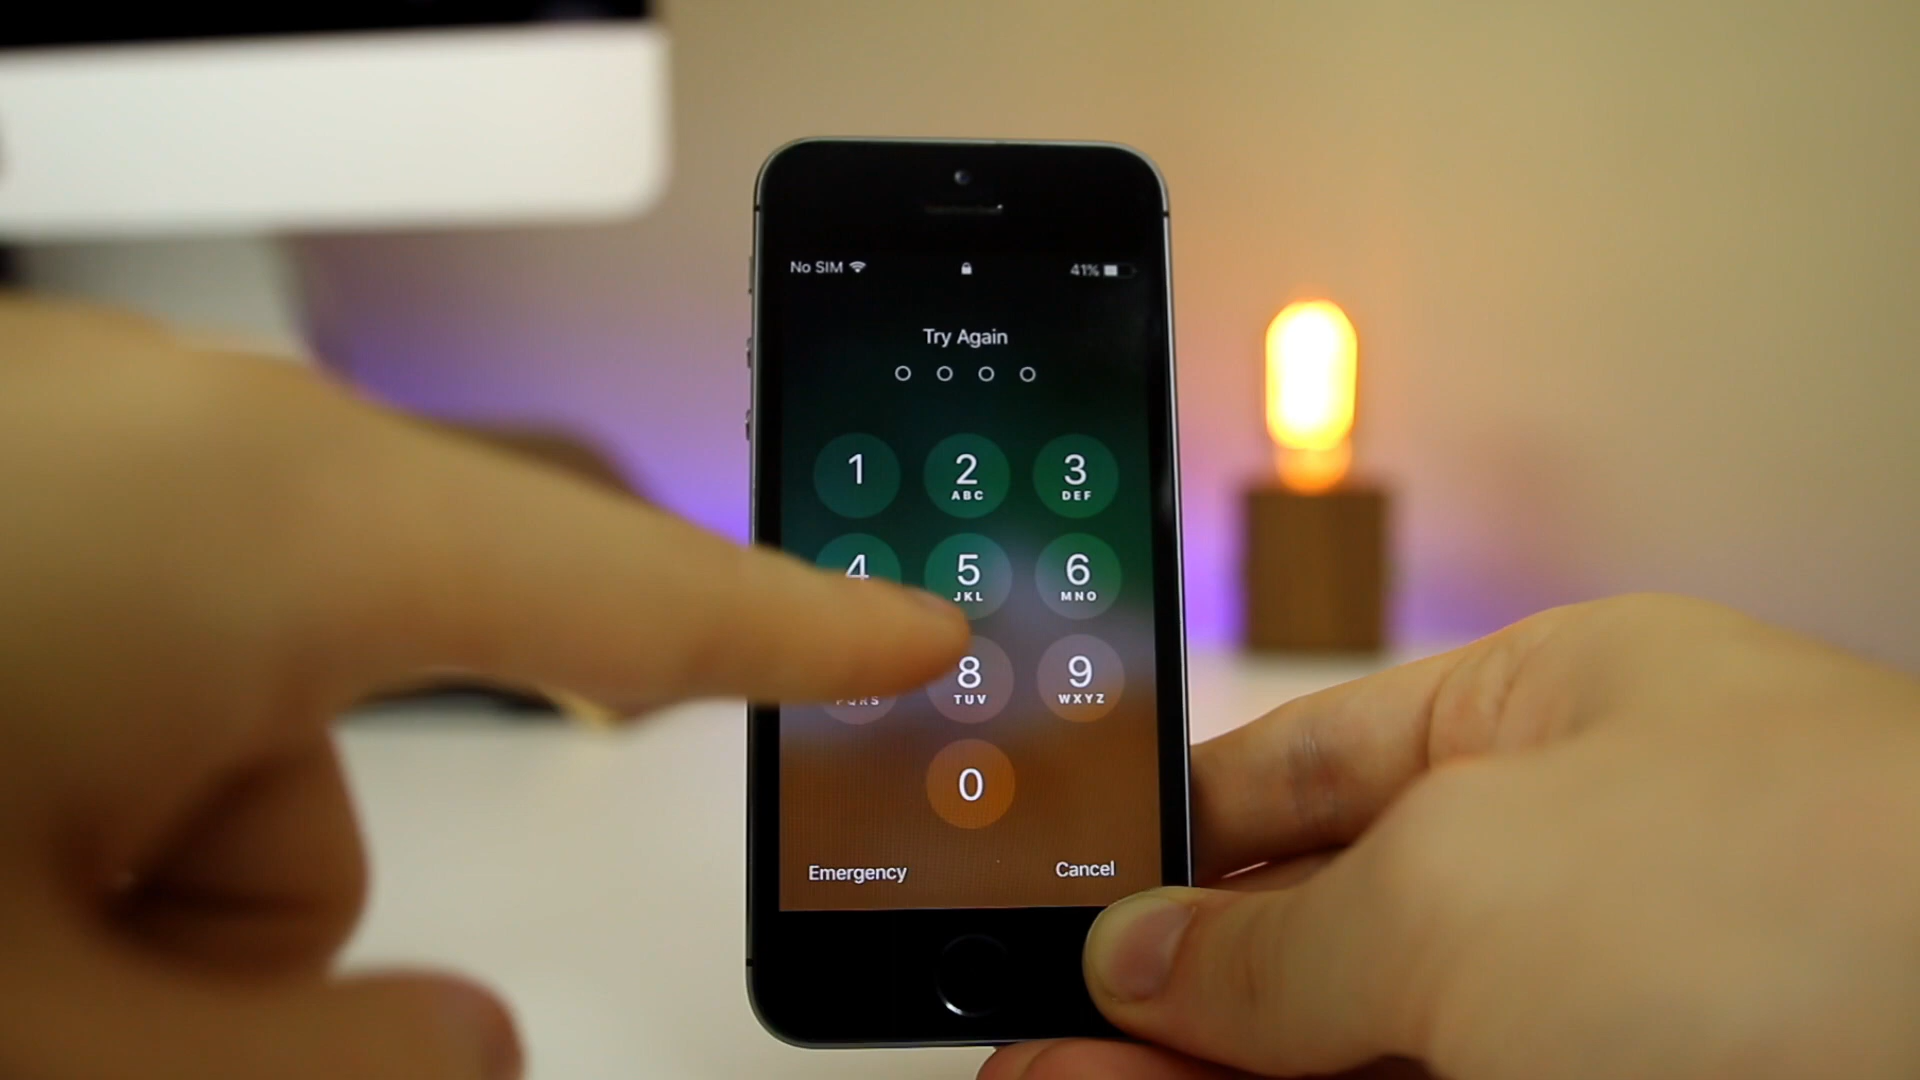 No SIM 41%
Try Again
1 2 3
ABC DEF
4 5 6
JKL MNO
8 9
PQRS TUV WXYZ
0
Emergency Cancel